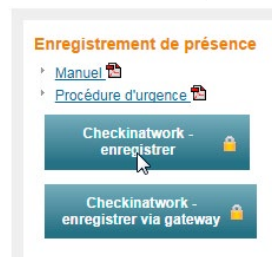 Enregistrement de présence
Manuel
Procédure d'urgence
Checkinatwork -
enregistrer
Checkinatwork -
enregistrer via gateway